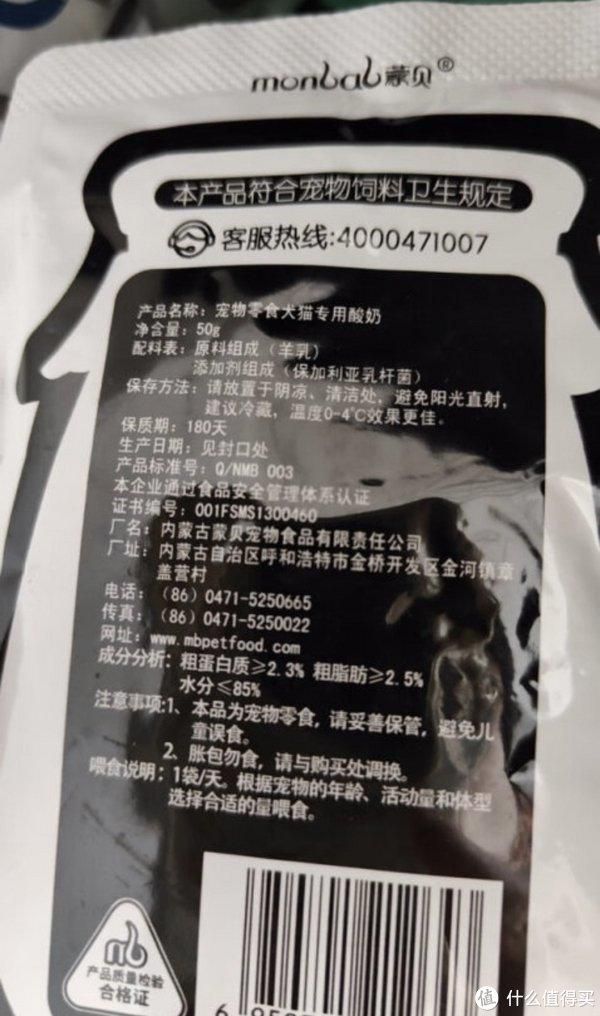 monbab蒙贝®
本产品符合宠物饲料卫生规定
客服热线:4000471007
产品名称：宠物零食犬猫专用酸奶
净含量：50g
配料表：原料组成（羊乳）
添加剂组成（保加利亚乳杆菌）
保存方法：请放置于阴凉、清洁处，避免阳光直射，
建议冷藏，温度0-4℃效果更佳。
保质期：180天
生产日期：见封口处
产品标准号：Q/NMB 003
本企业通过食品安全管理体系认证
证书编号：001FSMS1300460
厂名：内蒙古蒙贝宠物食品有限责任公司
厂址：内蒙古自治区呼和浩特市金桥开发区金河镇章
盖营村
电话：（86）0471-5250665
传真：（86）0471-5250022
网址：www.mbpetfood.com
成分分析：粗蛋白质≥2.3% 粗脂肪≥2.5%
水分≤85%
注意事项:1、本品为宠物零食，请妥善保管，避免儿
童误食。
2、胀包勿食，请与购买处调换。
喂食说明：1袋/天。根据宠物的年龄、活动量和体型
选择合适的量喂食。
产品质量检验
合格证
值 什么值得买